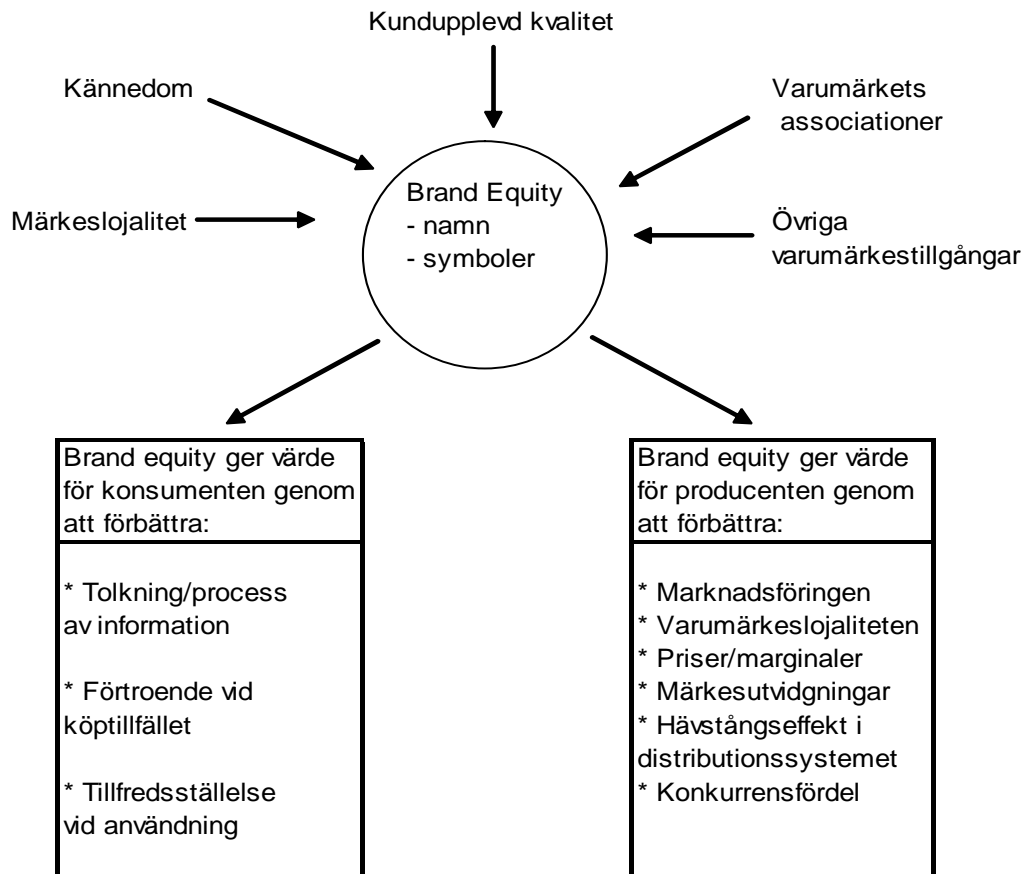 Kundupplevd kvalitet
Kännedom
Varumärkets
associationer
Märkeslojalitet
Brand Equity
- namn
- symboler
Övriga
varumärkestillgångar
Brand equity ger värde
för konsumenten genom
att förbättra:
* Tolkning/process
av information
* Förtroende vid
köptillfället
* Tillfredsställelse
vid användning
Brand equity ger värde
för producenten genom
att förbättra:
* Marknadsföringen
* Varumärkeslojaliteten
* Priser/marginaler
* Märkesutvidgningar
* Hävstångseffekt i
distributionssystemet
* Konkurrensfördel